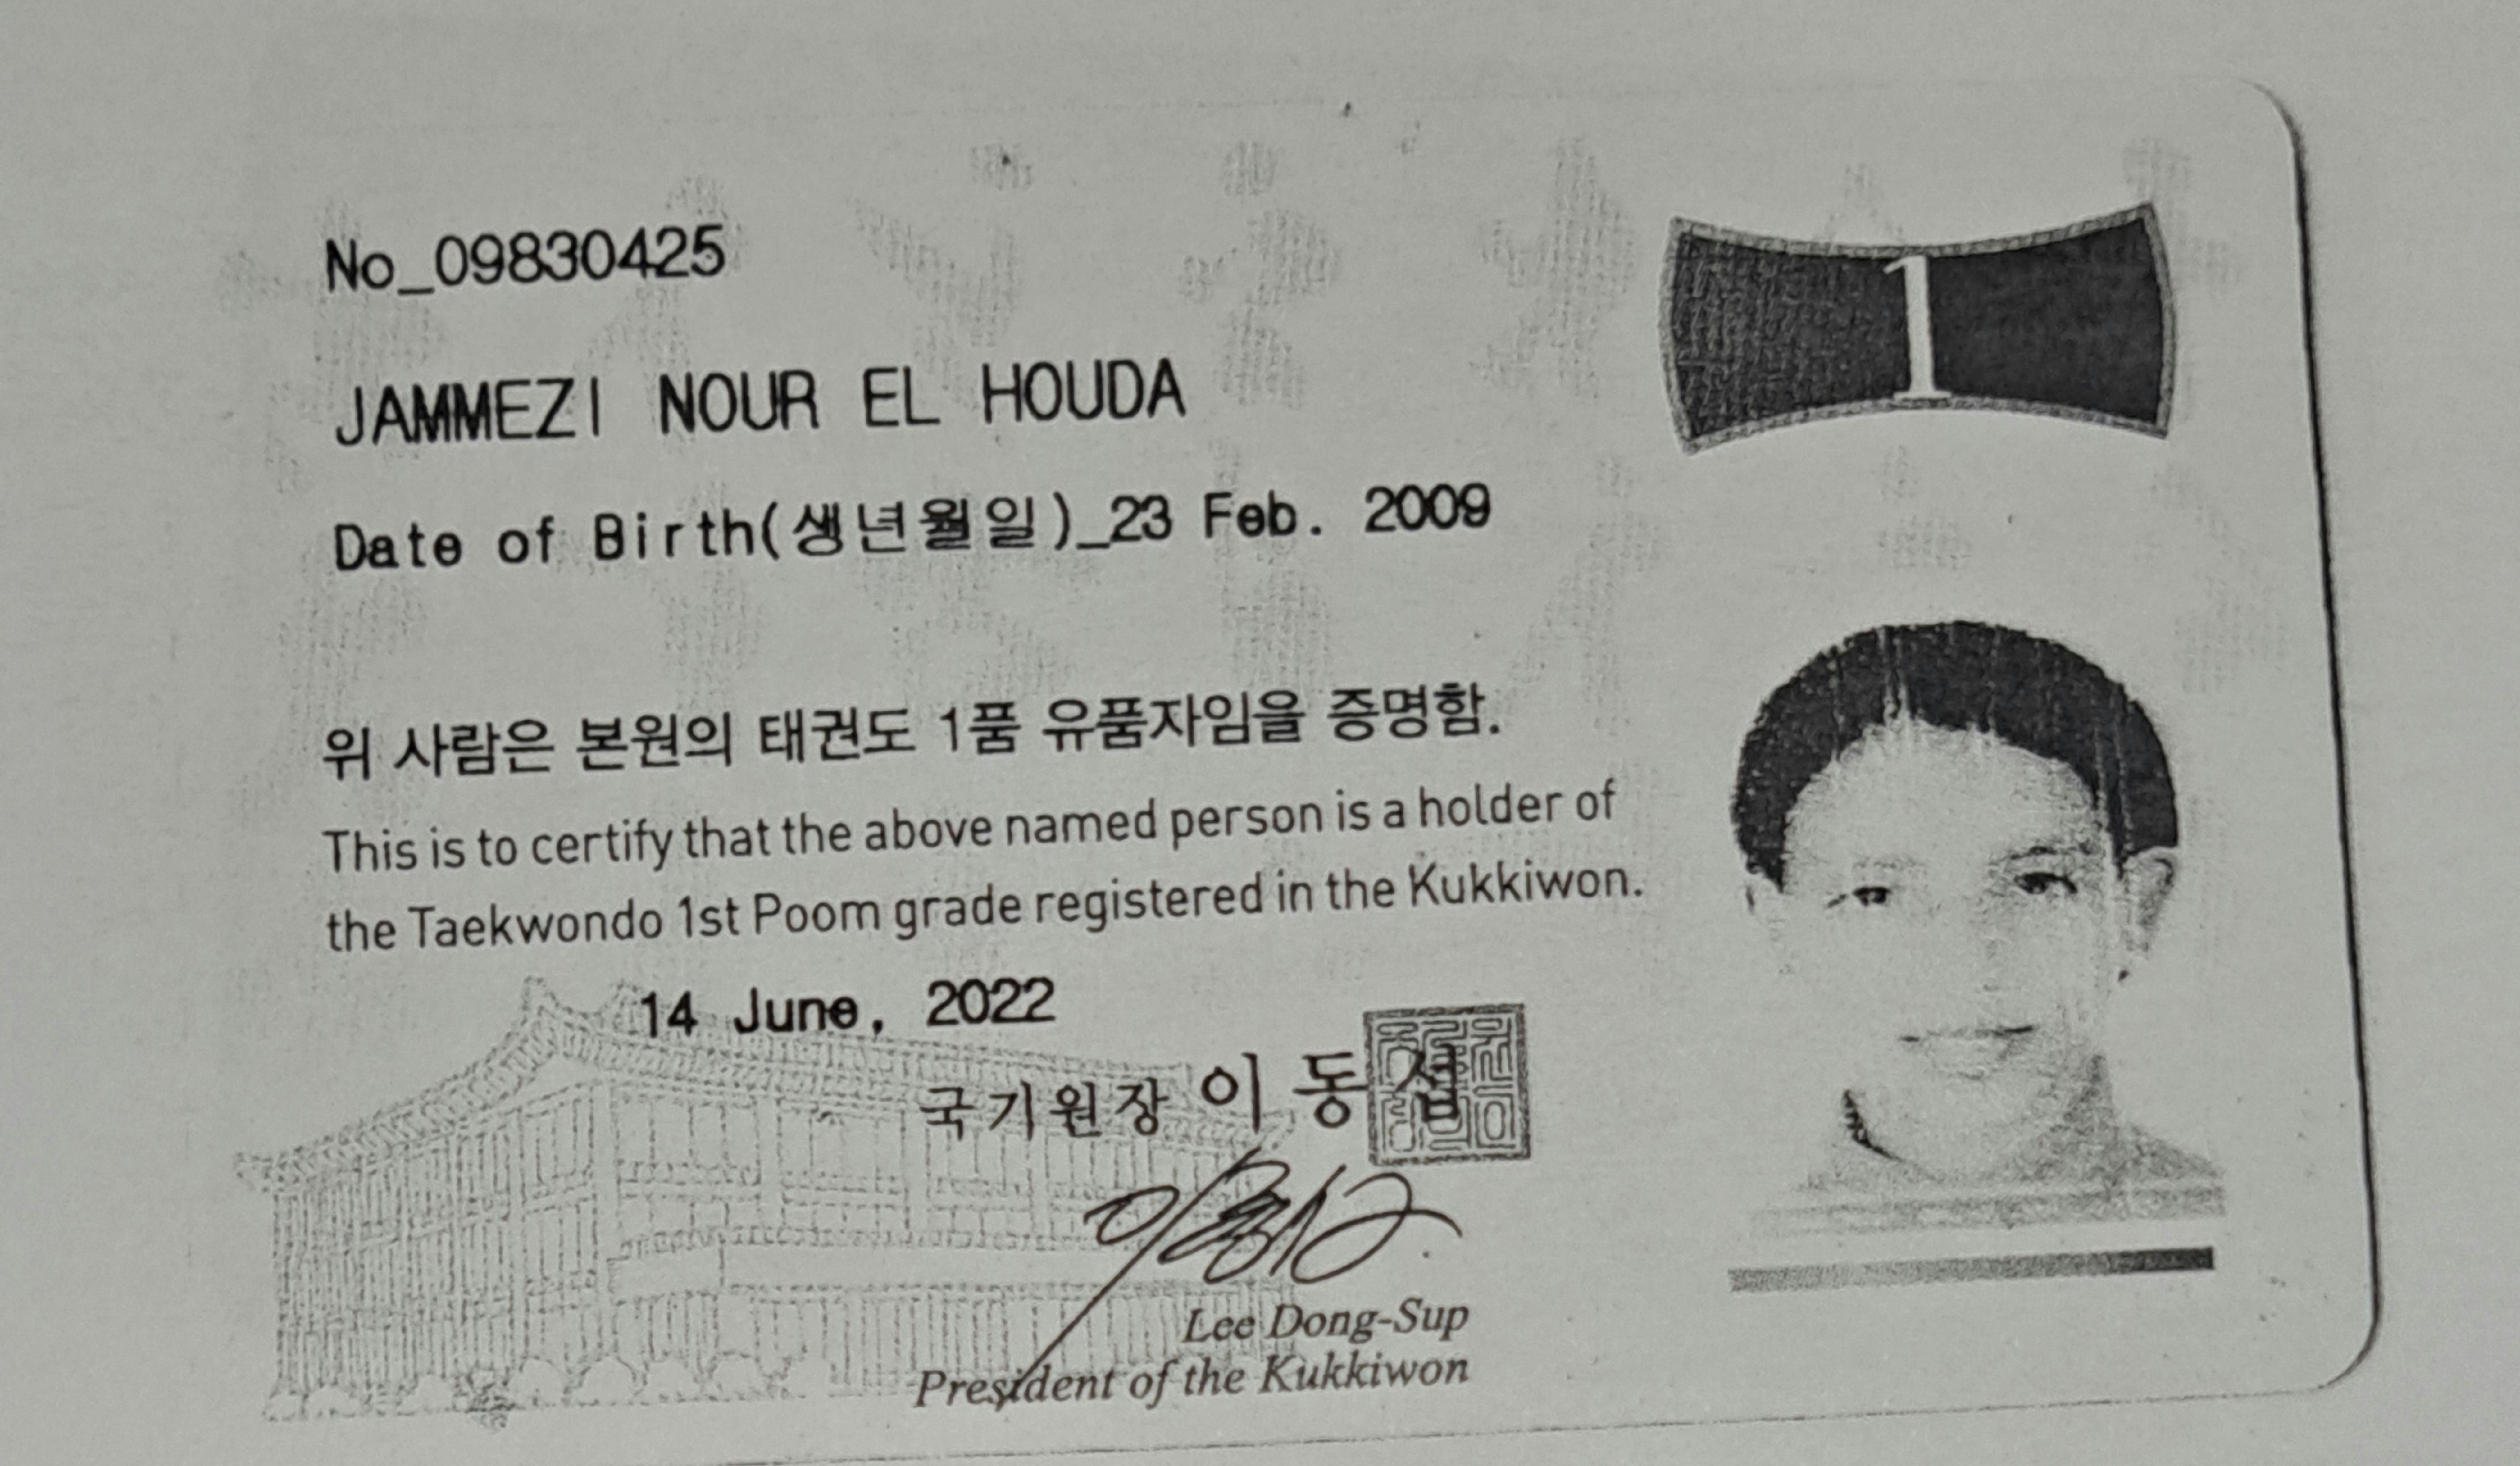 No_09830425
1
JAMMEZI NOUR EL HOUDA
Date of Birth(생년월일)_23 Feb. 2009
위 사람은 본원의 태권도 1품 유품자임을 증명함.
This is to certify that the above named person is a holder of
the Taekwondo 1st Poom grade registered in the Kukkiwon.
14 June, 2022
국기원장 이동섭
Lee Dong-Sup
President of the Kukkiwon